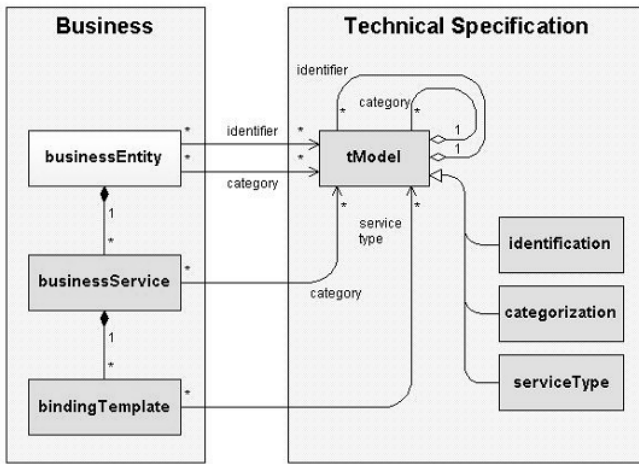 Business
Technical Specification
identifier
*
category
*
1
1
*
identifier
*
businessEntity
tModel
*
*
category
1
*
*
*
service
type
identification
*
businessService
*
category
categorization
1
*
serviceType
bindingTemplate
*